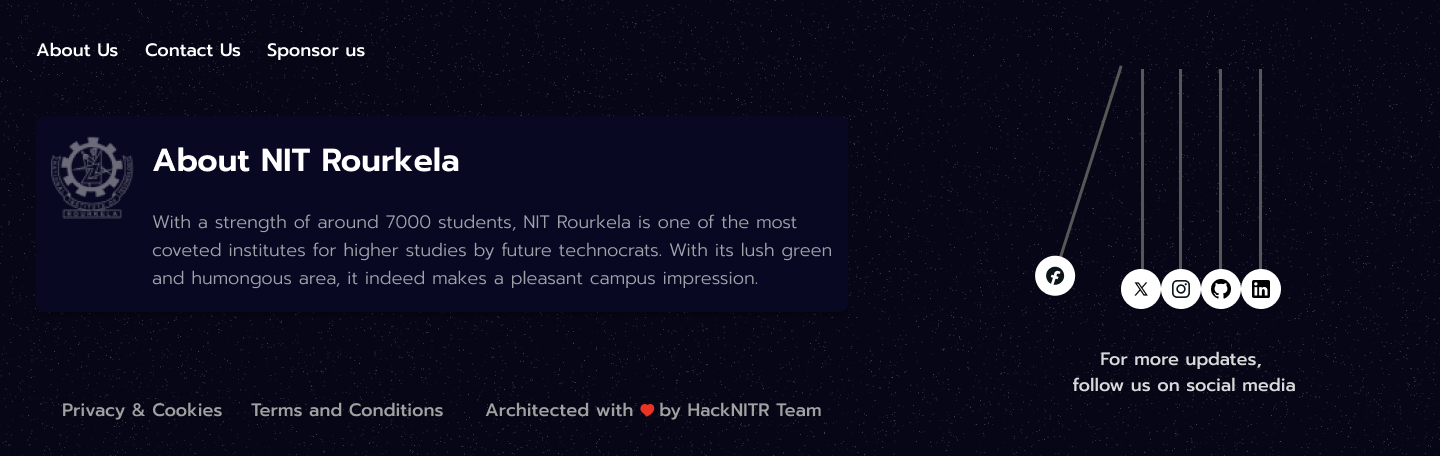 About Us Contact Us Sponsor us
About NIT Rourkela
With a strength of around 7000 students, NIT Rourkela is one of the most
coveted institutes for higher studies by future technocrats. With its lush green
and humongous area, it indeed makes a pleasant campus impression.
ROURKELA
For more updates,
follow us on social media
Privacy & Cookies Terms and Conditions Architected with ❤ by HackNITR Team